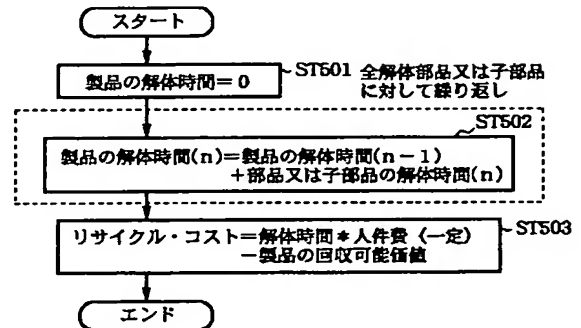 スタート
製品の解体時間=0
ST501
全解体部品又は子部品
に対して繰り返し
ST502
製品の解体時間(n)=製品の解体時間(n-1)
+部品又は子部品の解体時間(n)
リサイクル・コスト=解体時間*人件費(一定)
-製品の回収可能価値
ST503
エンド